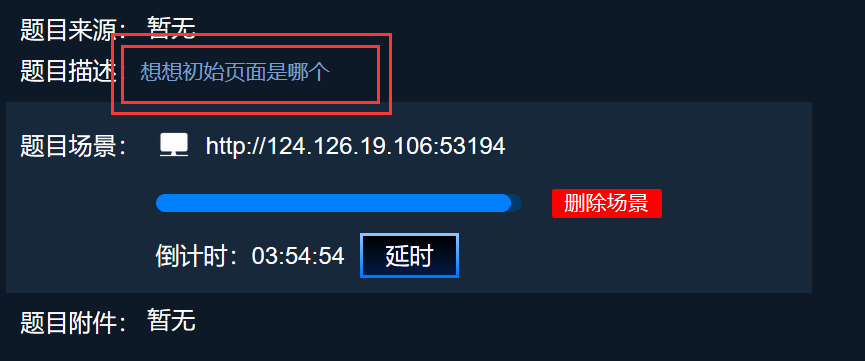 题目来源： 暂无
题目描述： 想想初始页面是哪个
题目场景： http://124.126.19.106:53194
删除场景
倒计时：03:54:54 延时
题目附件： 暂无